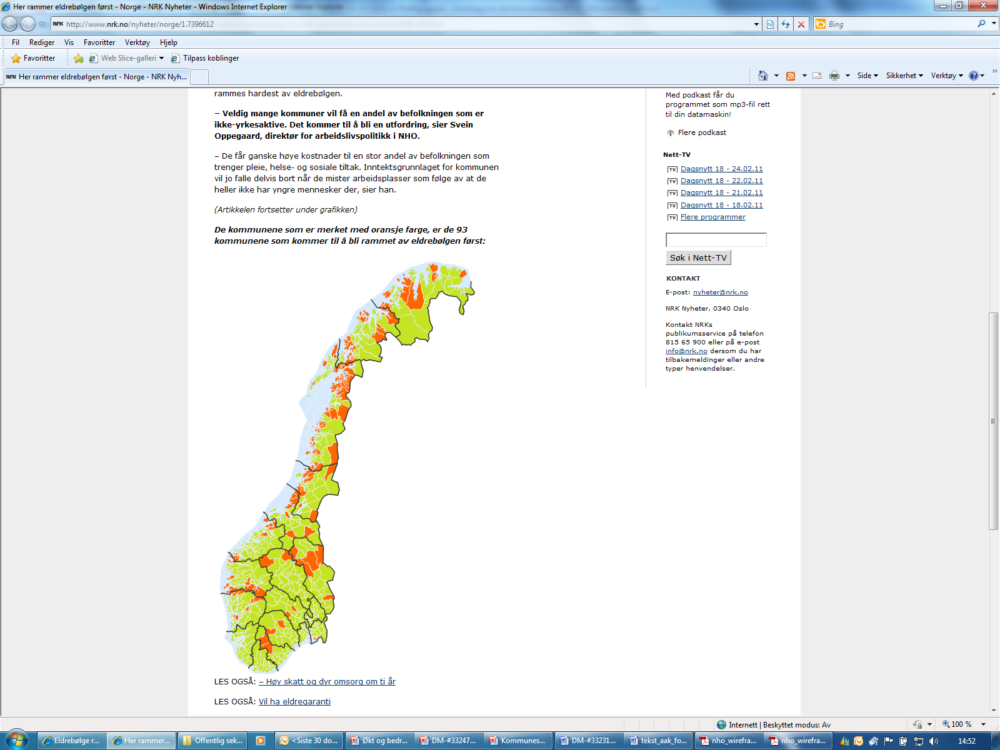 Her rammer eldrebølgen først - Norge - NRK Nyheter - Windows Internet Explorer
http://www.nrk.no/nyheter/norge/1.7396612
Bing
Fil Rediger Vis Favoritter Verktøy Hjelp
Favoritter Web Slice-galleri Tilpass koblinger
nrk Her rammer eldrebølgen først - Norge - NRK Nyh...
Side Sikkerhet Verktøy
rammes hardest av eldrebølgen.
– Veldig mange kommuner vil få en andel av befolkningen som er
ikke-yrkesaktive. Det kommer til å bli en utfordring, sier Svein
Oppegaard, direktør for arbeidslivspolitikk i NHO.
– De får ganske høye kostnader til en stor andel av befolkningen som
trenger pleie, helse- og sosiale tiltak. Inntektsgrunnlaget for kommunen
vil jo falle delvis bort når de mister arbeidsplasser som følge av at de
heller ikke har yngre mennesker der, sier han.
(Artikkelen fortsetter under grafikken)
De kommunene som er merket med oransje farge, er de 93
kommunene som kommer til å bli rammet av eldrebølgen først:
LES OGSÅ: – Høy skatt og dyr omsorg om ti år
LES OGSÅ: Vil ha eldregaranti
Med podkast får du
programmet som mp3-fil rett
til din datamaskin!
Flere podkast
Nett-TV
TV Dagsnytt 18 - 24.02.11
TV Dagsnytt 18 - 22.02.11
TV Dagsnytt 18 - 21.02.11
TV Dagsnytt 18 - 18.02.11
TV Flere programmer
Søk i Nett-TV
KONTAKT
E-post: nyheter@nrk.no
NRK Nyheter, 0340 Oslo
Kontakt NRKs
publikumsservice på telefon
815 65 900 eller på e-post
info@nrk.no dersom du har
tilbakemeldinger eller andre
typer henvendelser.
Internett | Beskyttet modus: Av
100 %
Eldrebølge r... Her rammer... Offentlig sek... <Siste 30 do... Økt og bedr... DM-#33247... Kommunes... DM-#33231... tekst_aak_fo... nho_wirefra... nho_wirefra... 14:52